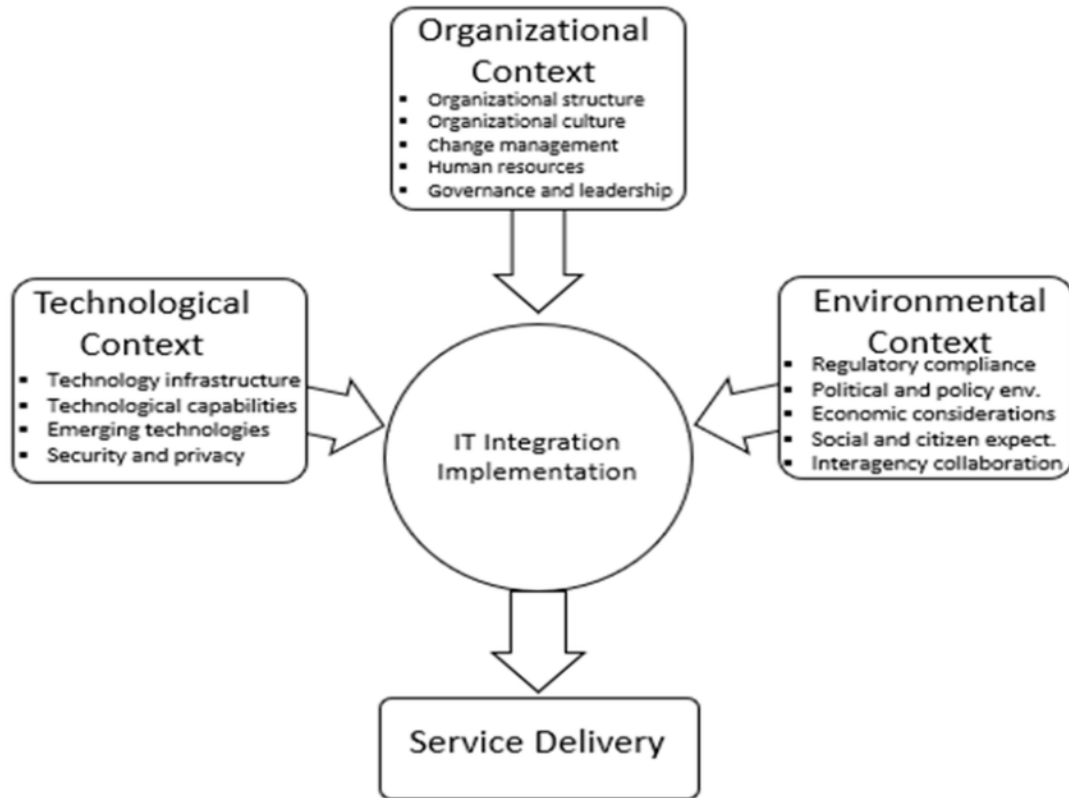 Organizational
Context
▪ Organizational structure
▪ Organizational culture
▪ Change management
▪ Human resources
▪ Governance and leadership
Technological
Context
▪ Technology infrastructure
▪ Technological capabilities
▪ Emerging technologies
▪ Security and privacy
Environmental
Context
▪ Regulatory compliance
▪ Political and policy env.
▪ Economic considerations
▪ Social and citizen expect.
▪ Interagency collaboration
IT Integration
Implementation
Service Delivery